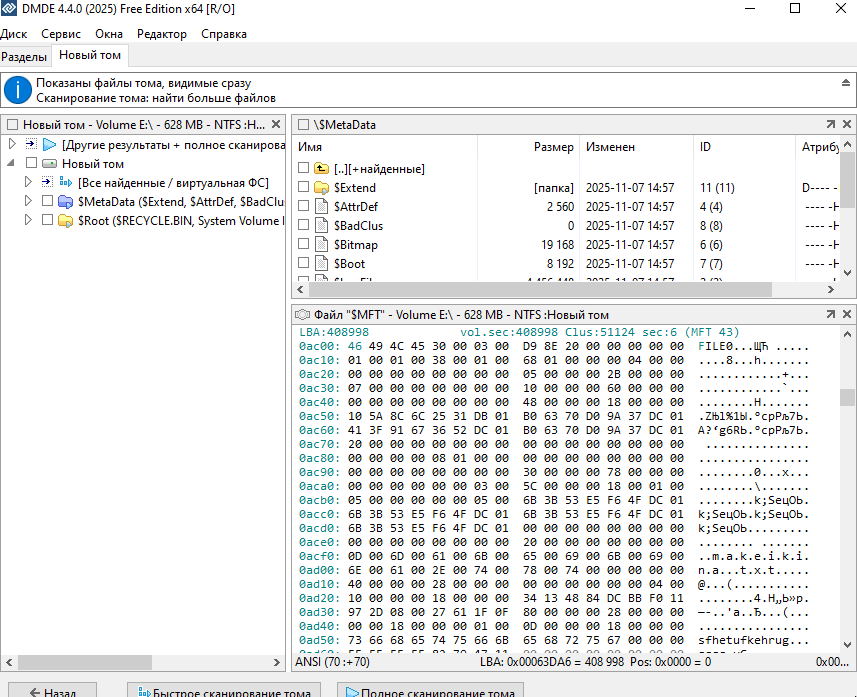 DMDE 4.4.0 (2025) Free Edition x64 [R/O]
Диск Сервис Окна Редактор Справка
Разделы Новый том
Показаны файлы тома, видимые сразу
Сканирование тома: найти больше файлов
Новый том - Volume E:\ - 628 MB - NTFS :Н...
[Другие результаты + полное сканирова
Новый том
[Все найденные / виртуальная ФС]
$MetaData ($Extend, $AttrDef, $BadClu
$Root ($RECYCLE.BIN, System Volume I
\$MetaData
Имя Размер Изменен ID Атрибу
[..][+найденные]
$Extend [папка] 2025-11-07 14:57 11 (11) D---- -
$AttrDef 2 560 2025-11-07 14:57 4 (4) ---- -H
$BadClus 0 2025-11-07 14:57 8 (8) ---- -H
$Bitmap 19 168 2025-11-07 14:57 6 (6) ---- -H
$Boot 8 192 2025-11-07 14:57 7 (7) ---- -H
Файл "$MFT" - Volume E:\ - 628 MB - NTFS :Новый том
LBA:408998 vol.sec:408998 Clus:51124 sec:6 (MFT 43)
0ac00: 46 49 4C 45 30 00 03 00 D9 8E 20 00 00 00 00 00 FILE0...ЩЋ .....
0ac10: 01 00 01 00 38 00 01 00 68 01 00 00 00 04 00 00 ....8...h.......
0ac20: 00 00 00 00 00 00 00 00 05 00 00 00 2B 00 00 00 ............+...
0ac30: 07 00 00 00 00 00 00 00 10 00 00 00 60 00 00 00 ............`...
0ac40: 00 00 00 00 00 00 00 00 48 00 00 00 18 00 00 00 ........H.......
0ac50: 10 5A 8C 6C 25 31 DB 01 B0 63 70 D0 9A 37 DC 01 .ZЊl%1Ы.°cpРљ7Ь.
0ac60: 41 3F 91 67 36 52 DC 01 B0 63 70 D0 9A 37 DC 01 A?‘g6RЬ.°cpРљ7Ь.
0ac70: 20 00 00 00 00 00 00 00 00 00 00 00 00 00 00 00 ...............
0ac80: 00 00 00 00 08 01 00 00 00 00 00 00 00 00 00 00 ................
0ac90: 00 00 00 00 00 00 00 00 30 00 00 00 78 00 00 00 ........0...x...
0aca0: 00 00 00 00 00 00 03 00 5C 00 00 00 18 00 01 00 ........\.......
0acb0: 05 00 00 00 00 00 05 00 6B 3B 53 E5 F6 4F DC 01 ........k;SецOЬ.
0acc0: 6B 3B 53 E5 F6 4F DC 01 6B 3B 53 E5 F6 4F DC 01 k;SецOЬ.k;SецOЬ.
0acd0: 6B 3B 53 E5 F6 4F DC 01 00 00 00 00 00 00 00 00 k;SецOЬ.........
0ace0: 00 00 00 00 00 00 00 00 20 00 00 00 00 00 00 00 ........ .......
0acf0: 0D 00 6D 00 61 00 6B 00 65 00 69 00 6B 00 69 00 ..m.a.k.e.i.k.i.
0ad00: 6E 00 61 00 2E 00 74 00 78 00 74 00 00 00 00 00 n.a...t.x.t.....
0ad10: 40 00 00 00 28 00 00 00 00 00 00 00 00 00 04 00 @...(...........
0ad20: 10 00 00 00 18 00 00 00 34 13 48 84 DC BB F0 11 ........4.H„Ь»р.
0ad30: 97 2D 08 00 27 61 1F 0F 80 00 00 00 28 00 00 00 —-..'a..Ђ...(...
0ad40: 00 00 18 00 00 00 01 00 0D 00 00 00 18 00 00 00 ................
0ad50: 73 66 68 65 74 75 66 6B 65 68 72 75 67 00 00 00 sfhetufkehrug...
ANSI (70 :+70) LBA: 0x00063DA6 = 408 998 Pos: 0x0000 = 0 0x00...
Назад Быстрое сканирование тома Полное сканирование тома